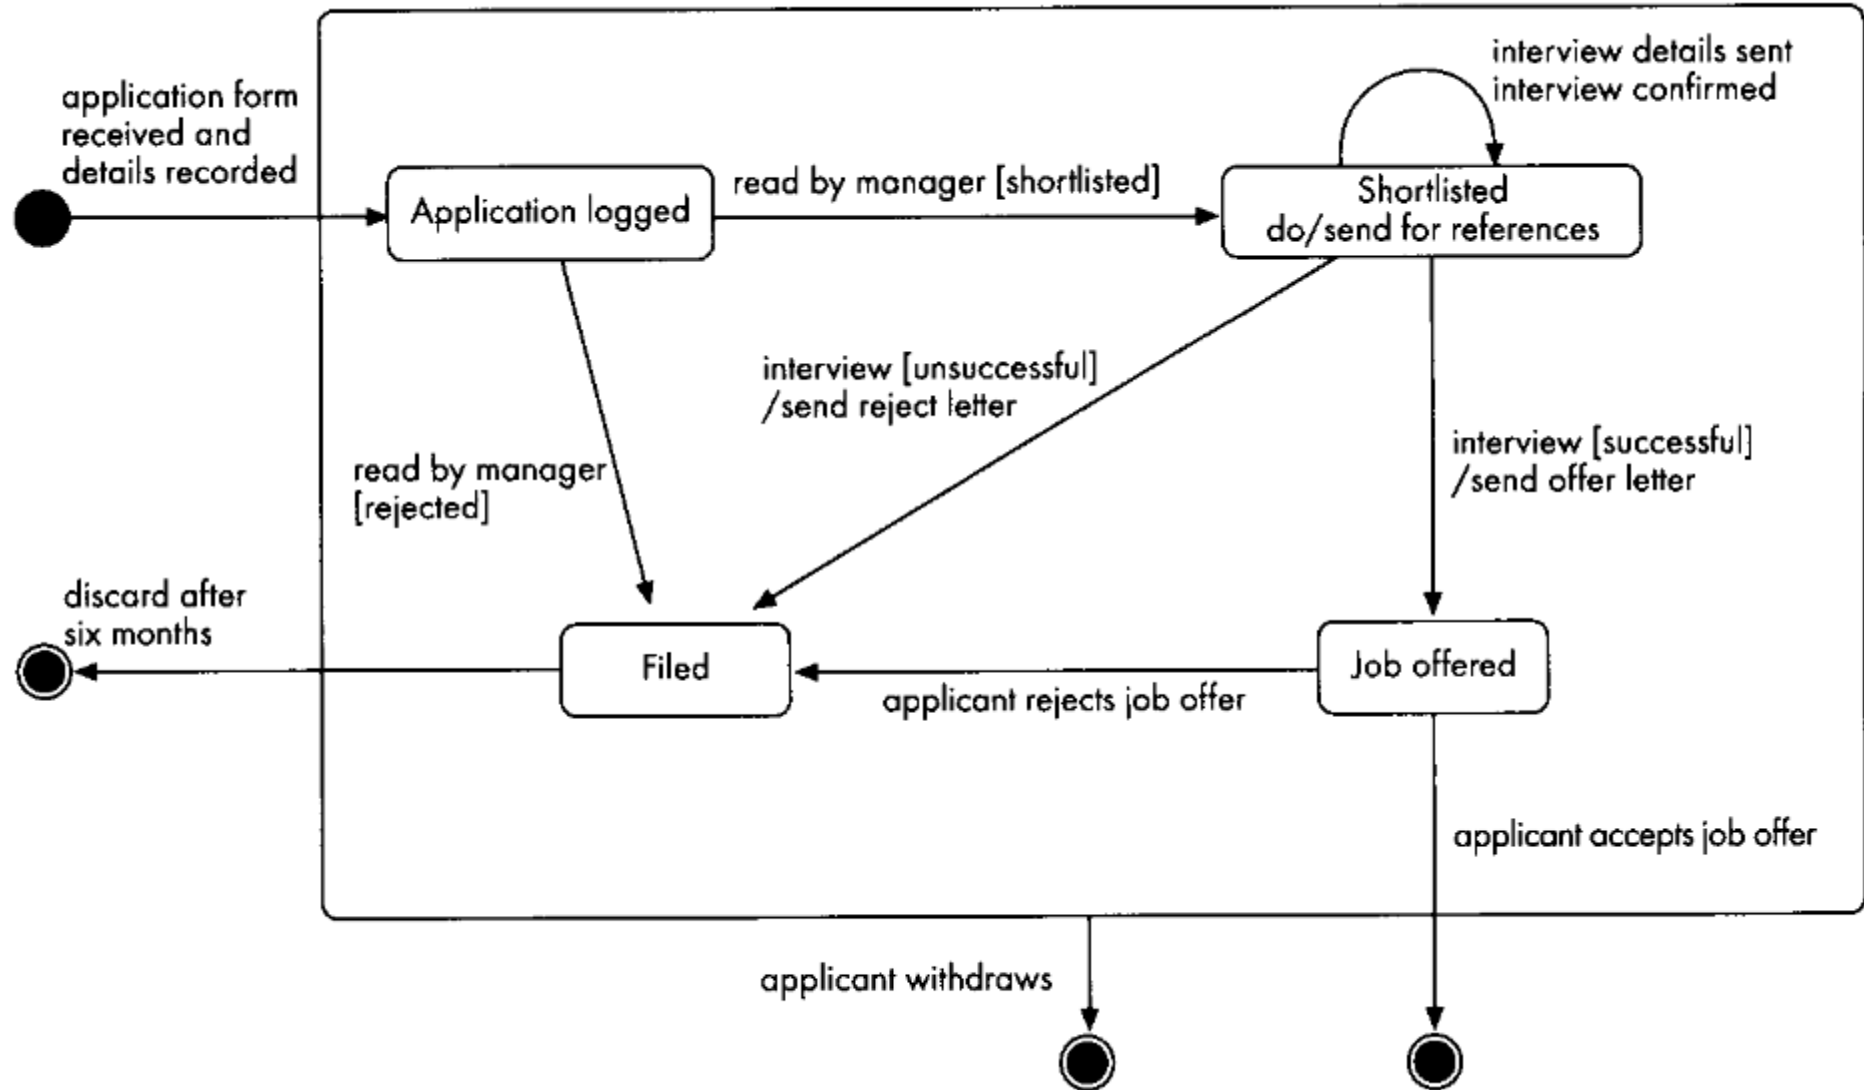 interview details sent
interview confirmed
application form
received and
details recorded
Application logged
read by manager [shortlisted]
Shortlisted
do/send for references
interview [unsuccessful]
/send reject letter
interview [successful]
/send offer letter
read by manager
[rejected]
discard after
six months
Filed
applicant rejects job offer
Job offered
applicant accepts job offer
applicant withdraws